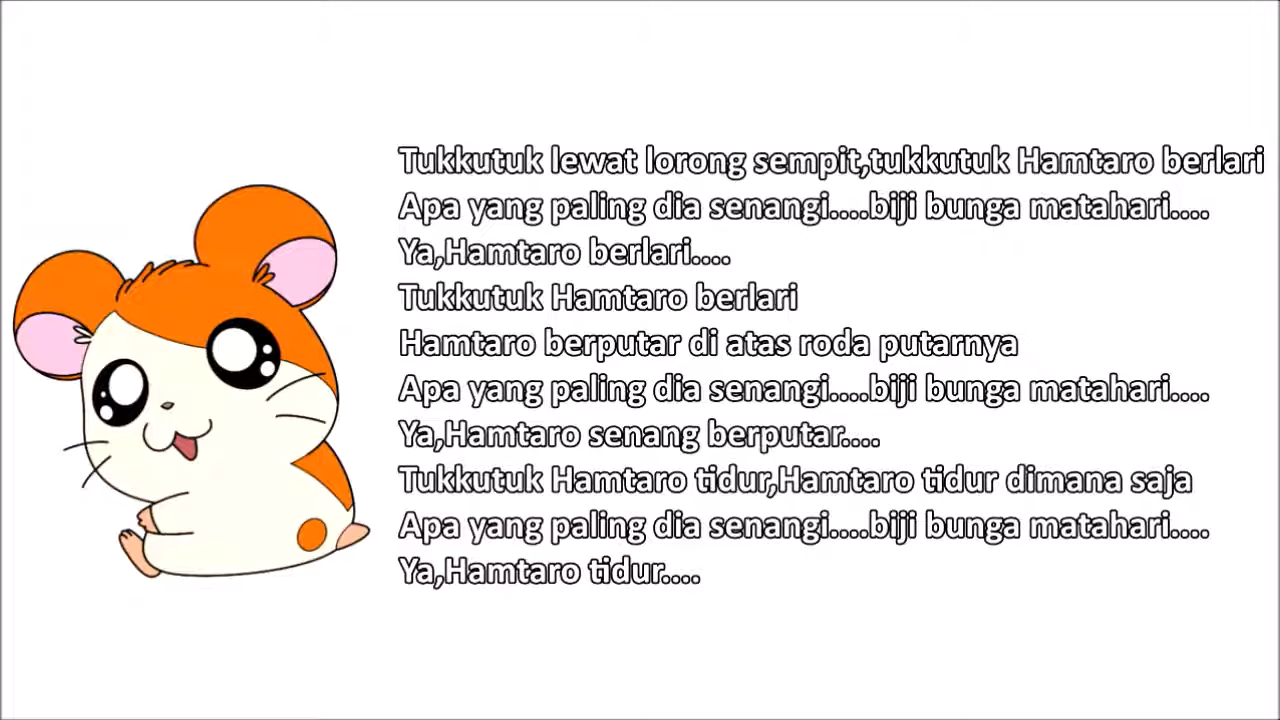 Tukkutuk lewat lorong sempit,tukkutuk Hamtaro berlari
Apa yang paling dia senangi....biji bunga matahari....
Ya,Hamtaro berlari....
Tukkutuk Hamtaro berlari
Hamtaro berputar di atas roda putarnya
Apa yang paling dia senangi....biji bunga matahari....
Ya,Hamtaro senang berputar....
Tukkutuk Hamtaro tidur,Hamtaro tidur dimana saja
Apa yang paling dia senangi....biji bunga matahari....
Ya,Hamtaro tidur....